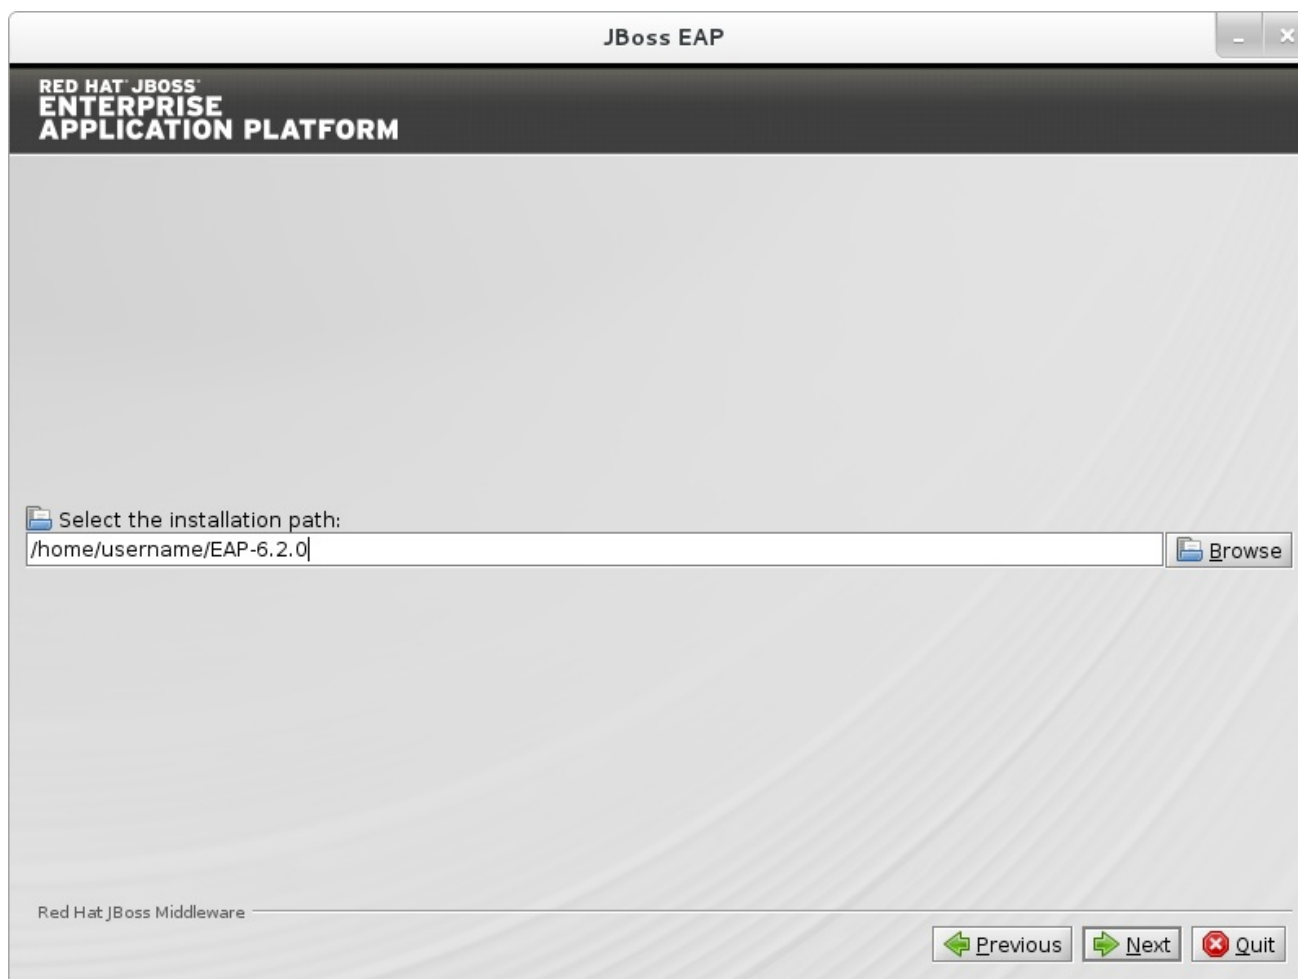 JBoss EAP
RED HAT® JBOSS®
ENTERPRISE
APPLICATION PLATFORM
Select the installation path:
/home/username/EAP-6.2.0
Browse
Red Hat JBoss Middleware
Previous
Next
Quit